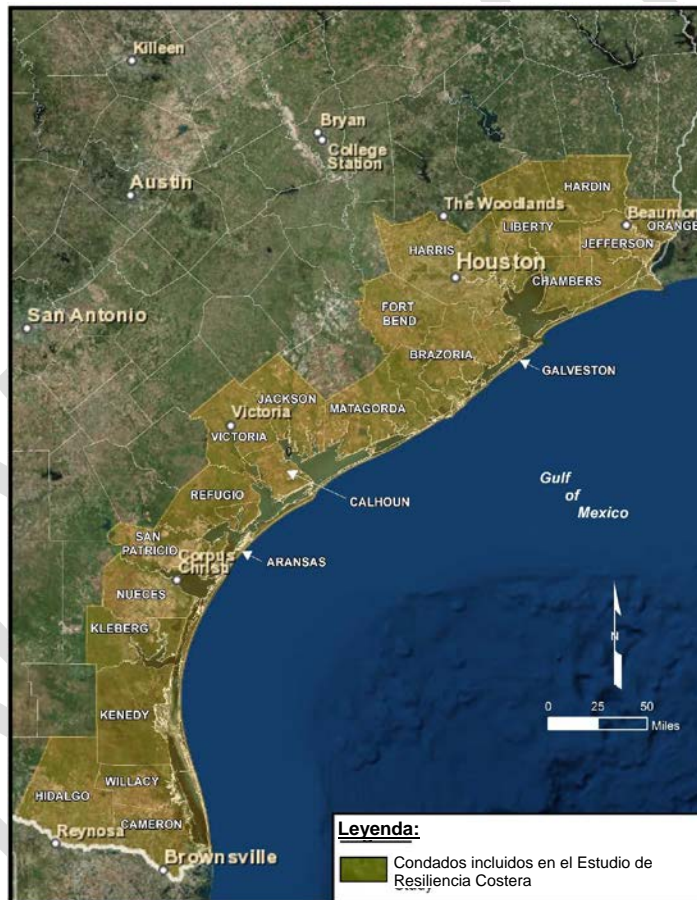 Killeen
Bryan
College
Station
Austin
The Woodlands
HARDIN
Beaumon
ORANGE
LIBERTY
JEFFERSON
HARRIS
Houston
CHAMBERS
San Antonio
FORT
BEND
BRAZORIA
GALVESTON
JACKSON
MATAGORDA
Victoria
VICTORIA
REFUGIO
CALHOUN
Gulf
of
Mexico
SAN
PATRICIO
Corpus
Christi
ARANSAS
NUECES
KLEBERG
N
KENEDY
0 25 50
Miles
WILLACY
HIDALGO
CAMERON
Reynosa
Brownsville
Leyenda:
Condados incluidos en el Estudio de
Resiliencia Costera